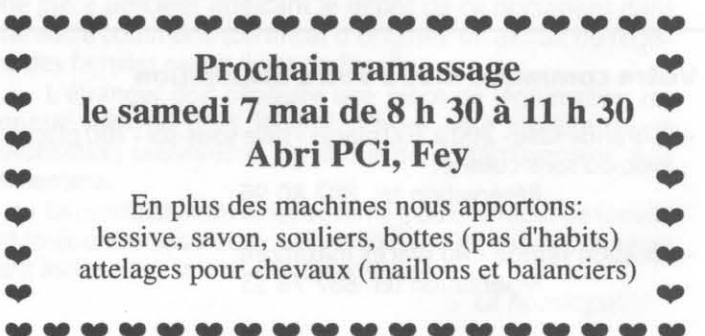 Prochain ramassage
le samedi 7 mai de 8 h 30 à 11 h 30
Abri PCi, Fey
En plus des machines nous apportons:
lessive, savon, souliers, bottes (pas d'habits)
attelages pour chevaux (maillons et balanciers)